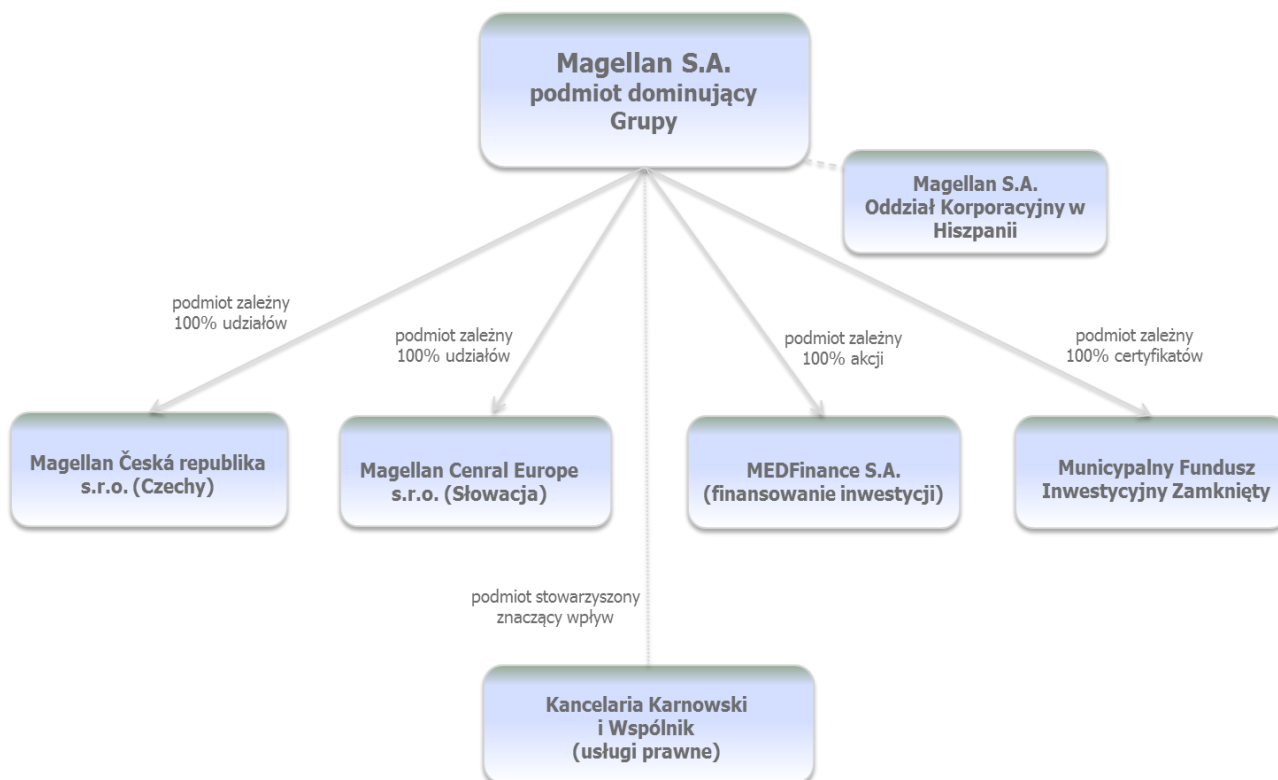 Magellan S.A.
podmiot dominujący
Grupy
Magellan S.A.
Oddział Korporacyjny w
Hiszpanii
podmiot zależny
100% udziałów
podmiot zależny
100% udziałów
podmiot zależny
100% akcji
podmiot zależny
100% certyfikatów
Magellan Česká republika
s.r.o. (Czechy)
Magellan Cenral Europe
s.r.o. (Słowacja)
MEDFinance S.A.
(finansowanie inwestycji)
Municypalny Fundusz
Inwestycyjny Zamknięty
podmiot stowarzyszony
znaczący wpływ
Kancelaria Karnowski
i Wspólnik
(usługi prawne)